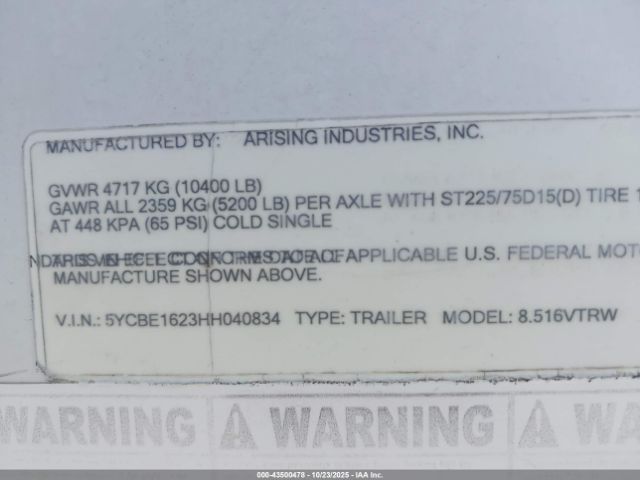 MANUFACTURED BY: ARISING INDUSTRIES, INC.
GVWR 4717 KG (10400 LB)
GAWR ALL 2359 KG (5200 LB) PER AXLE WITH ST225/75D15(D) TIRE 1
AT 448 KPA (65 PSI) COLD SINGLE
APPLICABLE U.S. FEDERAL MOT
MANUFACTURE SHOWN ABOVE.
V.I.N.: 5YCBE1623HH040834 TYPE: TRAILER MODEL: 8.516VTRW
WARNING WARNING WARNING
000-43500478 - 10/23/2025 - IAA Inc.